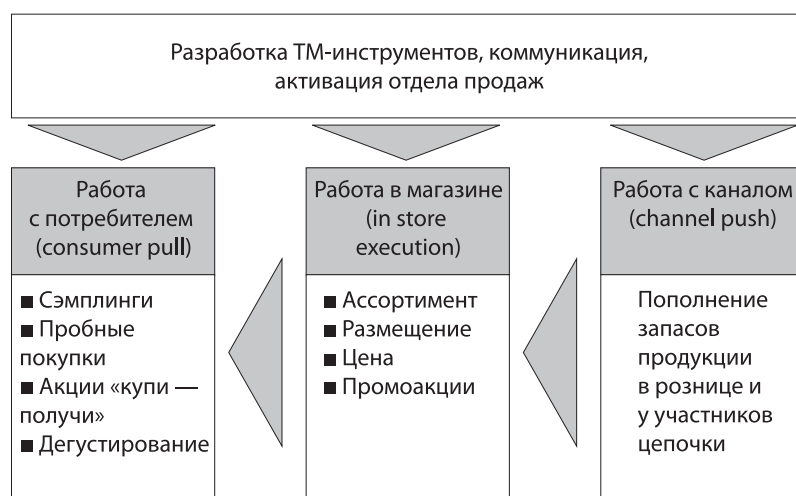 Разработка ТМ-инструментов, коммуникация,
активация отдела продаж
Работа
с потребителем
(consumer pull)
■ Сэмплинги
■ Пробные
покупки
■ Акции «купи —
получи»
■ Дегустирование
Работа в магазине
(in store
execution)
■ Ассортимент
■ Размещение
■ Цена
■ Промоакции
Работа с каналом
(channel push)
Пополнение
запасов
продукции
в рознице и
у участников
цепочки